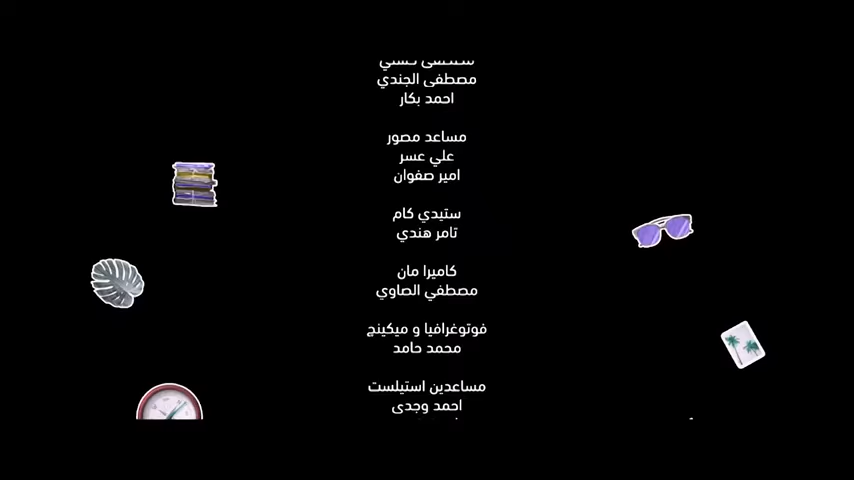 مصطفى الجندي
احمد بكار
مساعد مصور
علي عسر
امير صفوان
ستيدي كام
تامر هندي
كاميرا مان
مصطفي الصاوي
فوتوغرافيا و ميكينج
محمد حامد
مساعدين استيلست
احمد وجدى